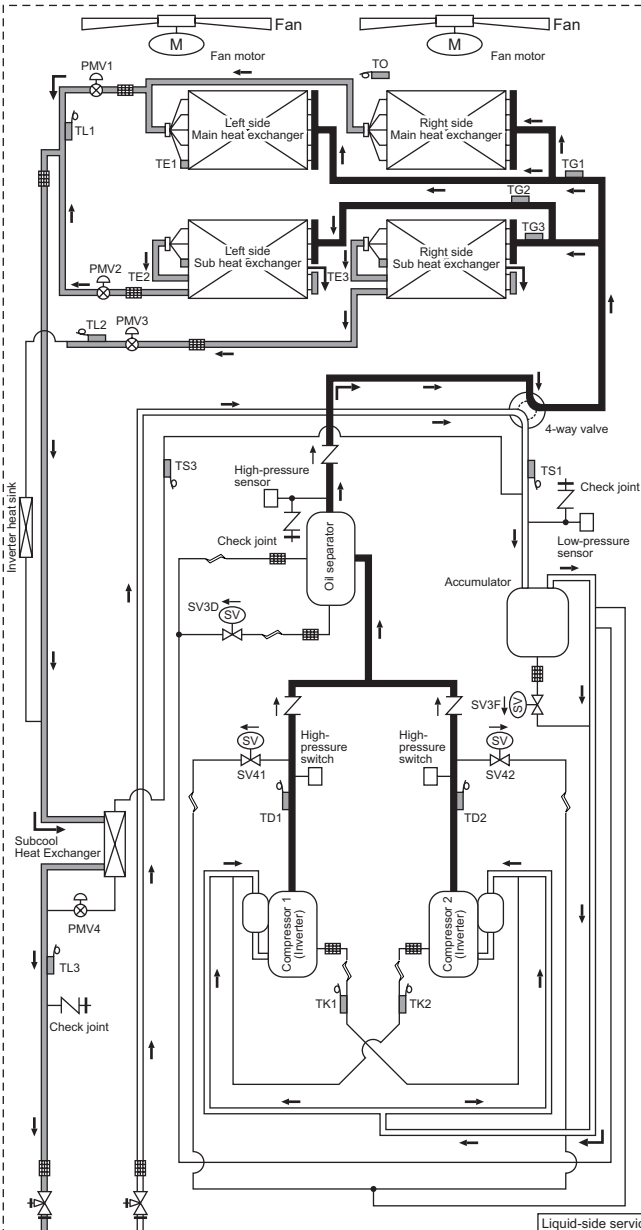 Fan
Fan
M
M
Fan motor
Fan motor
PMV1
TO
TL1
Left side
Main heat exchanger
Right side
Main heat exchanger
TE1
TG1
TG2
TG3
Left side
Sub heat exchanger
Right side
Sub heat exchanger
TE2
TE3
PMV2
TL2
PMV3
4-way valve
TS3
High-pressure
sensor
TS1
Check joint
Inverter heat sink
Check joint
Oil separator
Low-pressure
sensor
Accumulator
SV3D
SV
SV3F
SV
SV
SV41
High-
pressure
switch
High-
pressure
switch
SV
SV42
TD1
TD2
Subcool
Heat Exchanger
PMV4
Compressor 1
(Inverter)
Compressor 2
(Inverter)
TL3
TK1
TK2
Check joint
Liquid-side servic